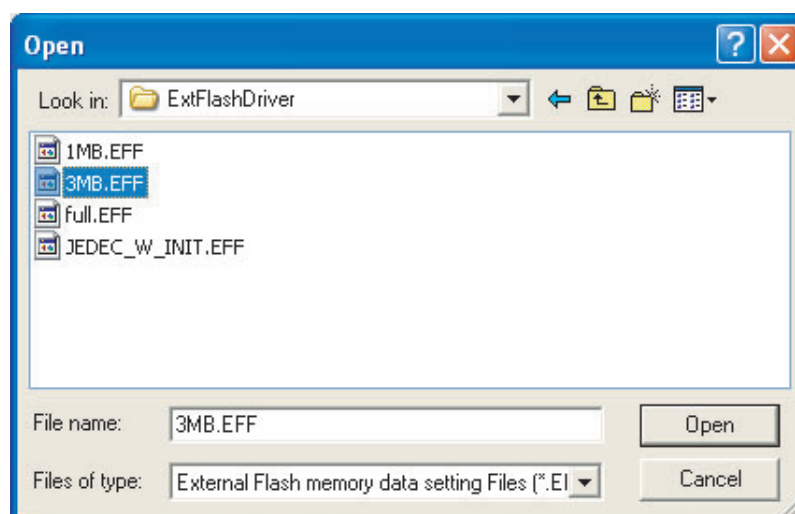 Open
Look in: ExtFlashDriver
1MB.EFF
3MB.EFF
full.EFF
JEDEC_W_INIT.EFF
File name: 3MB.EFF Open
Files of type: External Flash memory data setting Files (*.EI Cancel